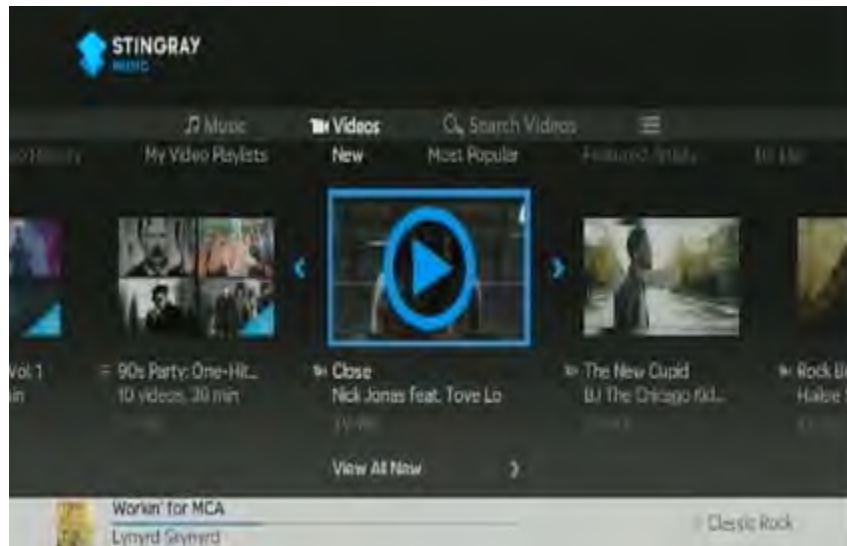 STINGRAY
MUSIC
Music Videos Search Videos
My Video Playlists New Most Popular Featured
Vol. 1
90s Party: One-Hit...
10 videos, 30 min
Close
Nick Jonas feat. Tove Lo
The New Cupid
BJ The Chicago Kid...
Rock
View All New
Workin' for MCA
Lynyrd Skynyrd
Classic Rock